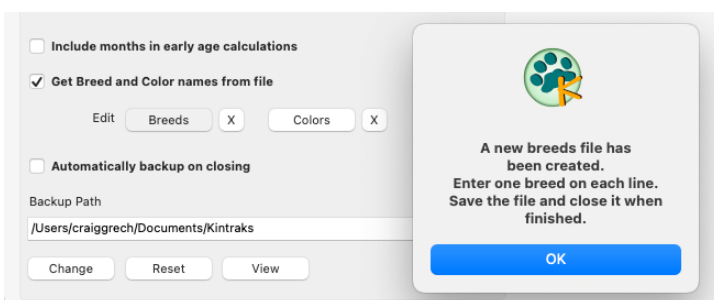 Include months in early age calculations
Get Breed and Color names from file
Edit Breeds X Colors X
Automatically backup on closing
Backup Path
/Users/craiggrech/Documents/Kintraks
Change Reset View
A new breeds file has
been created.
Enter one breed on each line.
Save the file and close it when
finished.
OK